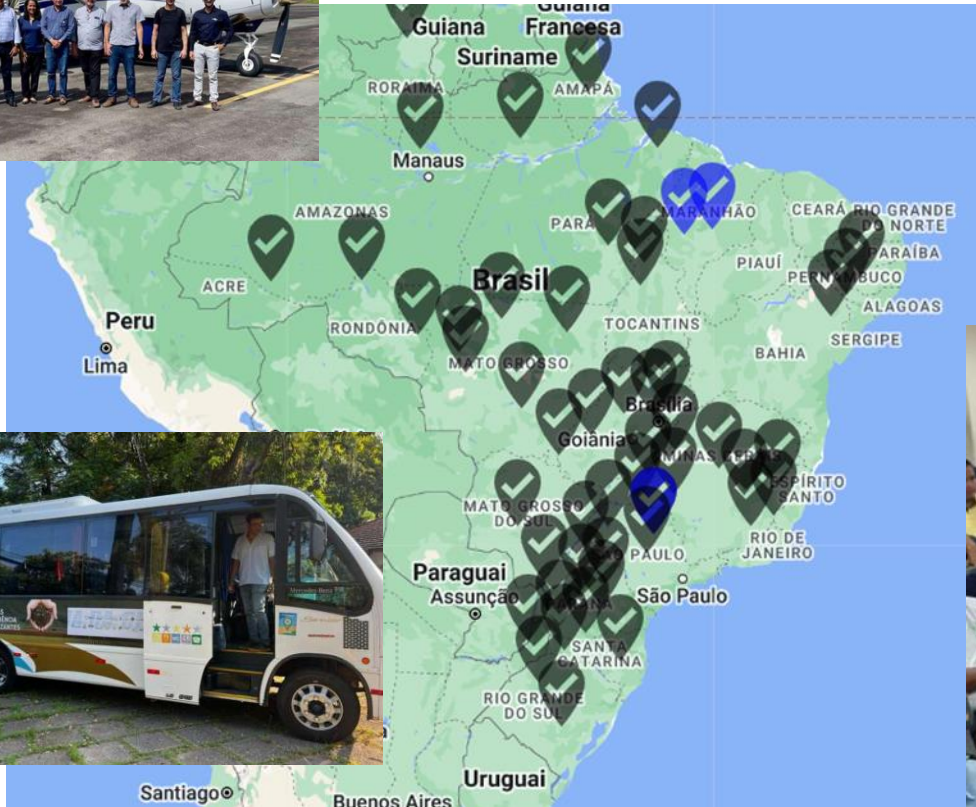 Guiana
Guiana
Francesa
Suriname
RORAIMA
AMAPÁ
Manaus
AMAZONAS
PARÁ
MARANHÃO
CEARÁ
RIO GRANDE
DO NORTE
PARAÍBA
PIAUÍ
PERNAMBUCO
ACRE
Brasil
ALAGOAS
Peru
RONDÔNIA
TOCANTINS
SERGIPE
Lima
MATO GROSSO
BAHIA
Brasília
Goiânia
MINAS GERAIS
MATO GROSSO
DO SUL
ESPÍRITO
SANTO
RIO DE
JANEIRO
PAULO
Paraguai
Assunção
São Paulo
PARANÁ
SANTA
CATARINA
RIO GRANDE
DO SUL
Mercedes-Benz
Uruguai
Santiago
Buenos Aires